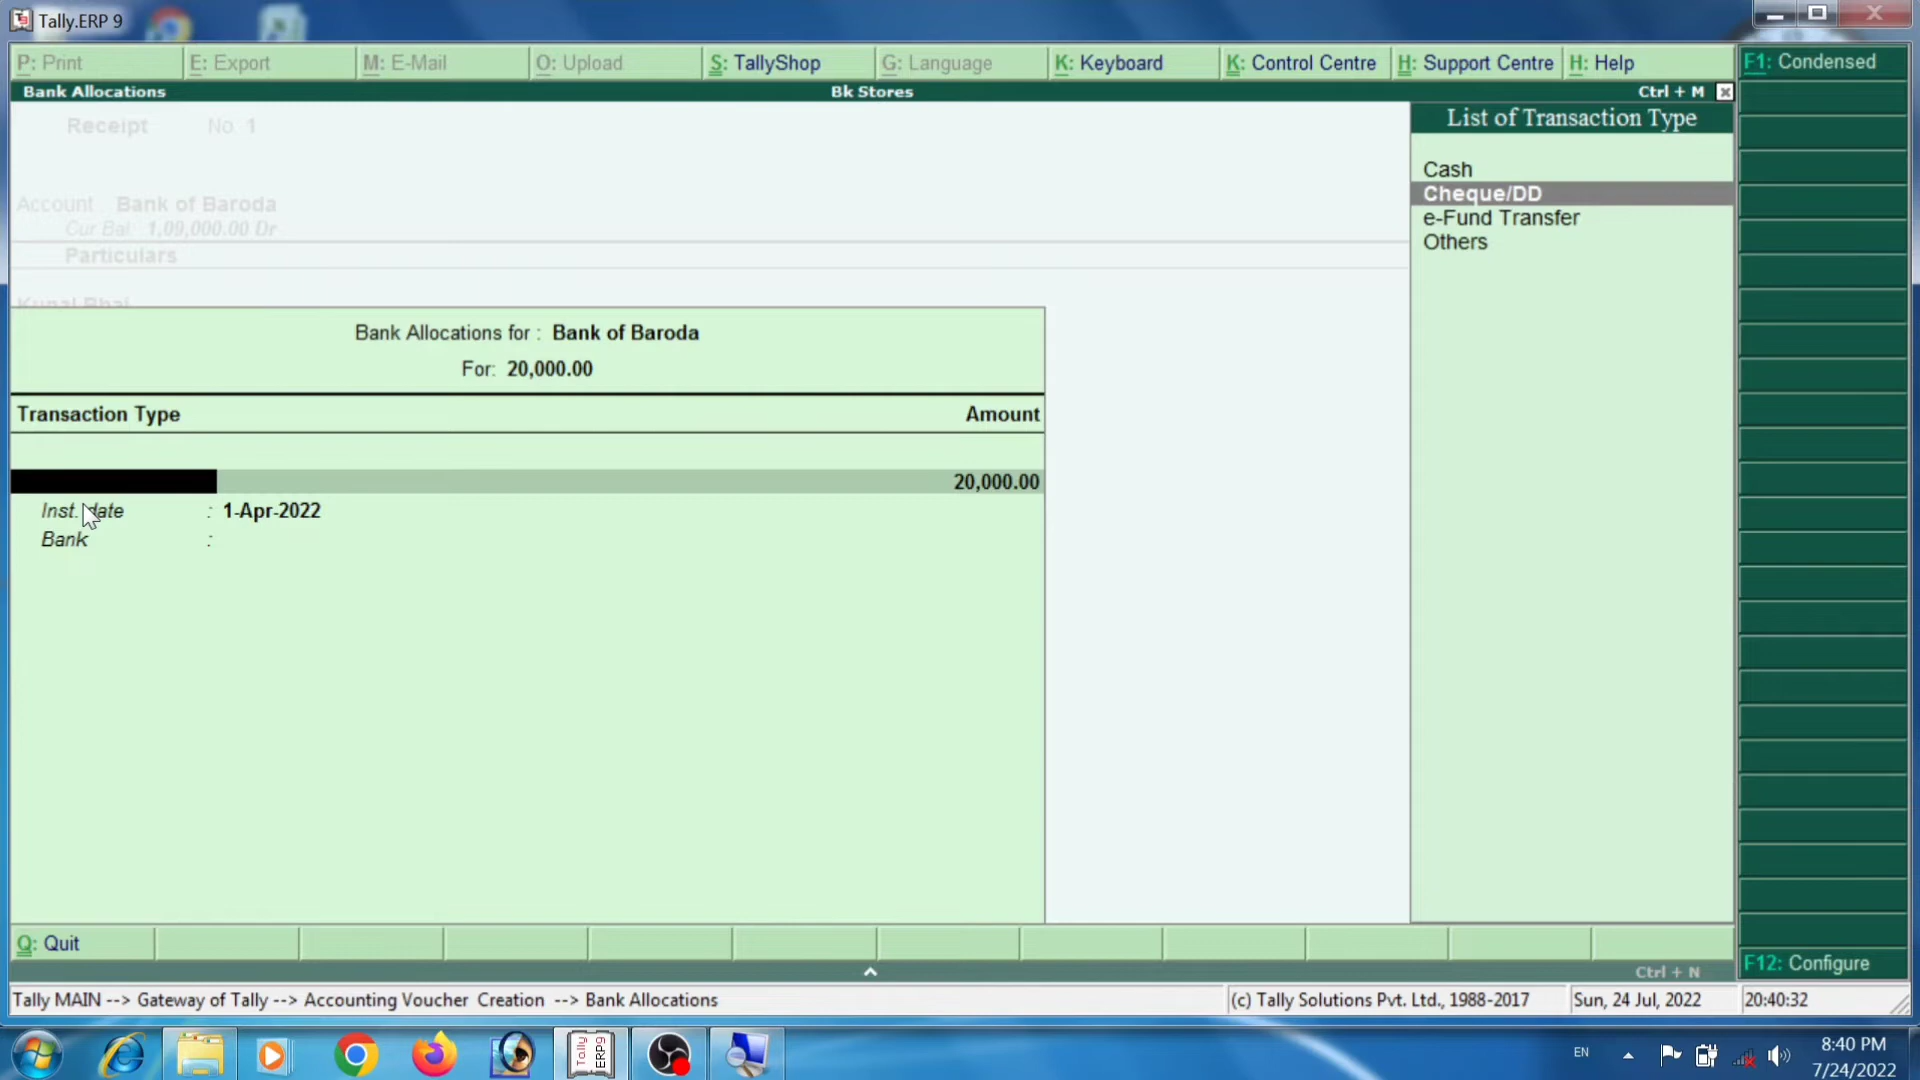 Tally.ERP 9
P: Print E: Export M: E-Mail O: Upload S: TallyShop G: Language K: Keyboard K: Control Centre H: Support Centre H: Help F1: Condensed
Bank Allocations Bk Stores Ctrl + M
Receipt No. 1
Account Bank of Baroda
Cur Bal: 1,09,000.00 Dr
Particulars
Kunal Bhai
List of Transaction Type
Cash
Cheque/DD
e-Fund Transfer
Others
Bank Allocations for : Bank of Baroda
For: 20,000.00
Transaction Type Amount
20,000.00
Inst. date : 1-Apr-2022
Bank :
Q: Quit
Ctrl + N
F12: Configure
Tally MAIN --> Gateway of Tally --> Accounting Voucher Creation --> Bank Allocations (c) Tally Solutions Pvt. Ltd., 1988-2017 Sun, 24 Jul, 2022 20:40:32
Tally ERP9
EN
8:40 PM
7/24/2022